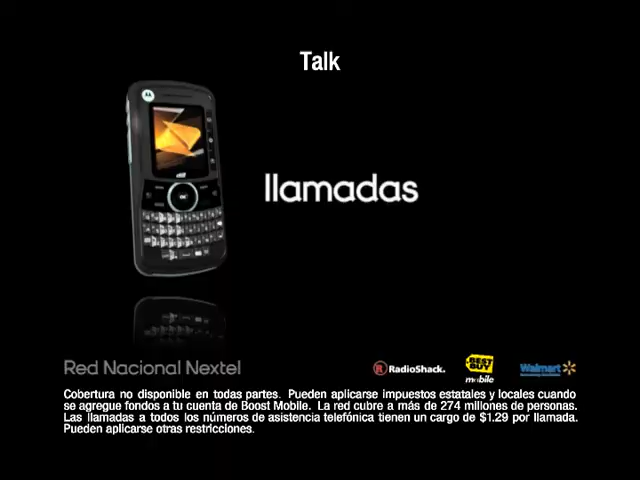 Talk
llamadas
Red Nacional Nextel
RadioShack.
BEST BUY
mobile
Walmart
Cobertura no disponible en todas partes. Pueden aplicarse impuestos estatales y locales cuando
se agregue fondos a tu cuenta de Boost Mobile. La red cubre a más de 274 millones de personas.
Las llamadas a todos los números de asistencia telefónica tienen un cargo de $1.29 por llamada.
Pueden aplicarse otras restricciones.